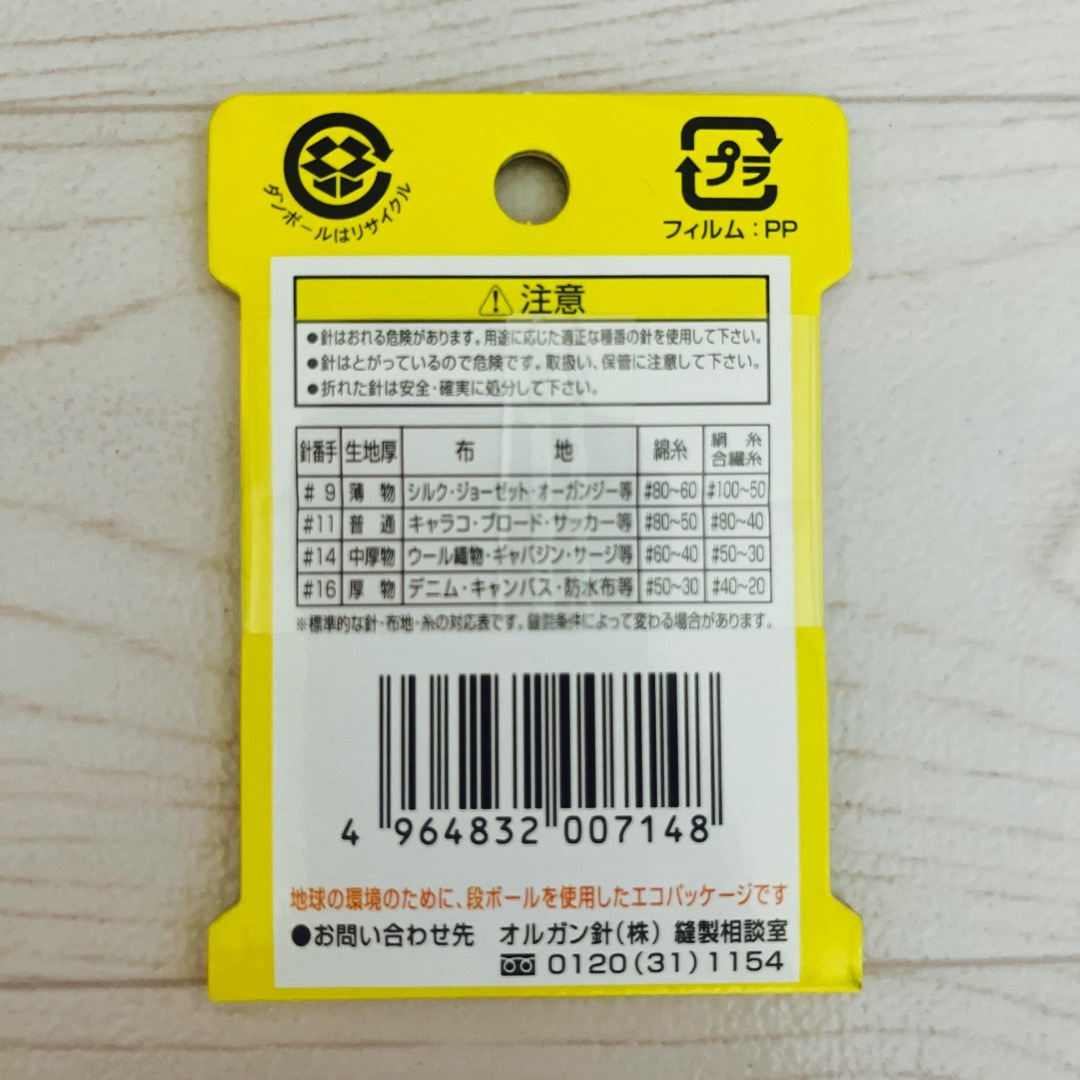 ダンボールはリサイクル
プラ
フィルム:PP
注意
●針はおれる危険があります。用途に応じた適正な種番の針を使用して下さい。
●針はとがっているので危険です。取扱い、保管に注意して下さい。
●折れた針は安全・確実に処分して下さい。
針番手 生地厚 布 地 綿糸 絹糸 合繊糸
#9 薄物 シルク・ジョーゼット・オーガンジー等 #80~60 #100~50
#11 普通 キャラコ・ブロード・サッカー等 #80~50 #80~40
#14 中厚物 ウール織物・ギャバジン・サージ等 #60~40 #50~30
#16 厚物 デニム・キャンバス・防水布等 #50~30 #40~20
※標準的な針・布地・糸の対応表です。縫製条件によって変わる場合があります。
4 964832 007148
地球の環境のために、段ボールを使用したエコパッケージです
●お問い合わせ先 オルガン針(株) 縫製相談室
0120(31)1154